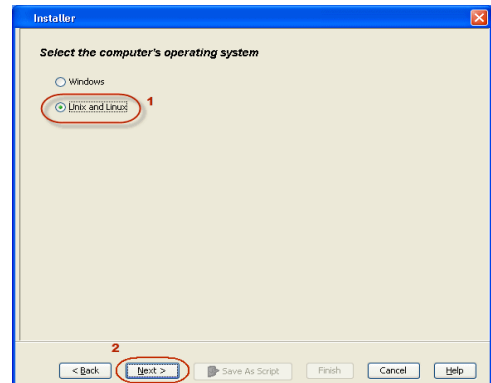 Installer
Select the computer's operating system
Windows
Unix and Linux
1
2
< Back
Next >
Save As Script
Finish
Cancel
Help